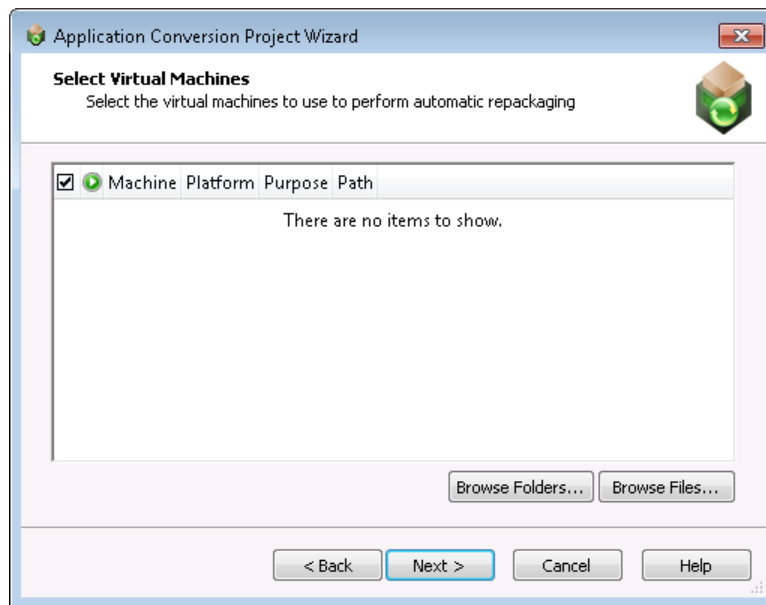 Application Conversion Project Wizard
Select Virtual Machines
Select the virtual machines to use to perform automatic repackaging
Machine Platform Purpose Path
There are no items to show.
Browse Folders... Browse Files...
< Back Next > Cancel Help